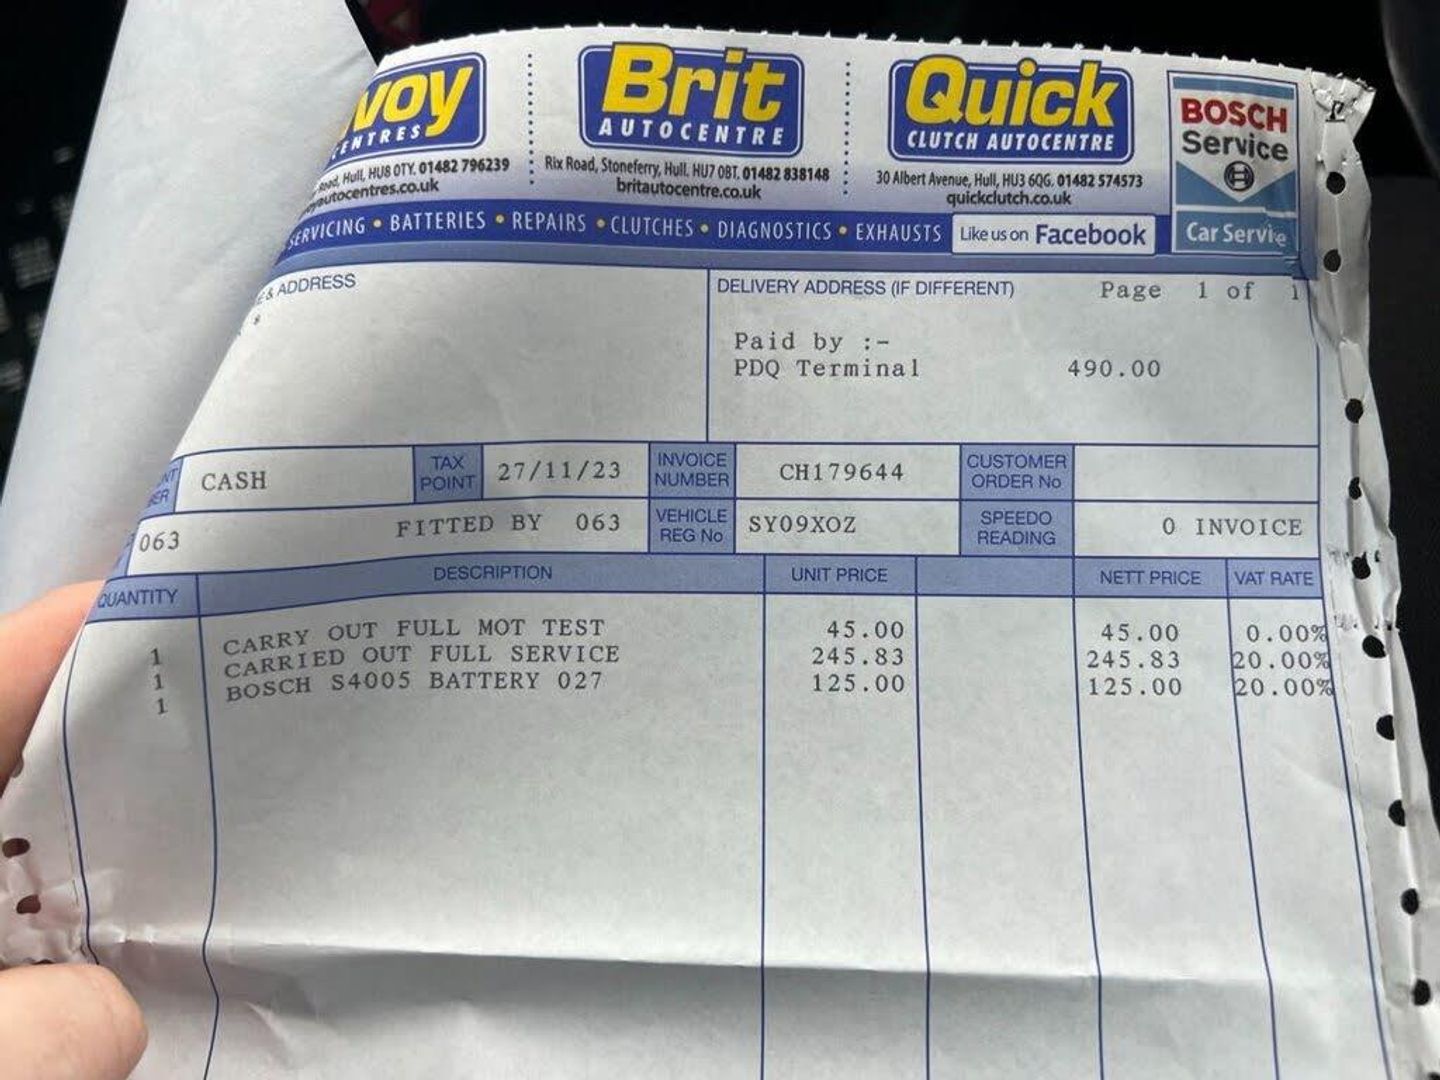 voy
CENTRES
Road, Hull, HU8 0TY. 01482 796239
autocentres.co.uk
Brit
AUTOCENTRE
Rix Road, Stoneferry, Hull. HU7 0BT. 01482 838148
britautocentre.co.uk
Quick
CLUTCH AUTOCENTRE
30 Albert Avenue, Hull, HU3 6QG. 01482 574573
quickclutch.co.uk
BOSCH
Service
Car Service
SERVICING • BATTERIES • REPAIRS • CLUTCHES • DIAGNOSTICS • EXHAUSTS
Like us on Facebook
E & ADDRESS
DELIVERY ADDRESS (IF DIFFERENT) Page 1 of 1
Paid by :-
PDQ Terminal 490.00
CASH TAX POINT 27/11/23 INVOICE NUMBER CH179644 CUSTOMER ORDER No
063 FITTED BY 063 VEHICLE REG No SY09XOZ SPEEDO READING 0 INVOICE
QUANTITY DESCRIPTION UNIT PRICE NETT PRICE VAT RATE
1 CARRY OUT FULL MOT TEST 45.00 45.00 0.00%
1 CARRIED OUT FULL SERVICE 245.83 245.83 20.00%
1 BOSCH S4005 BATTERY 027 125.00 125.00 20.00%